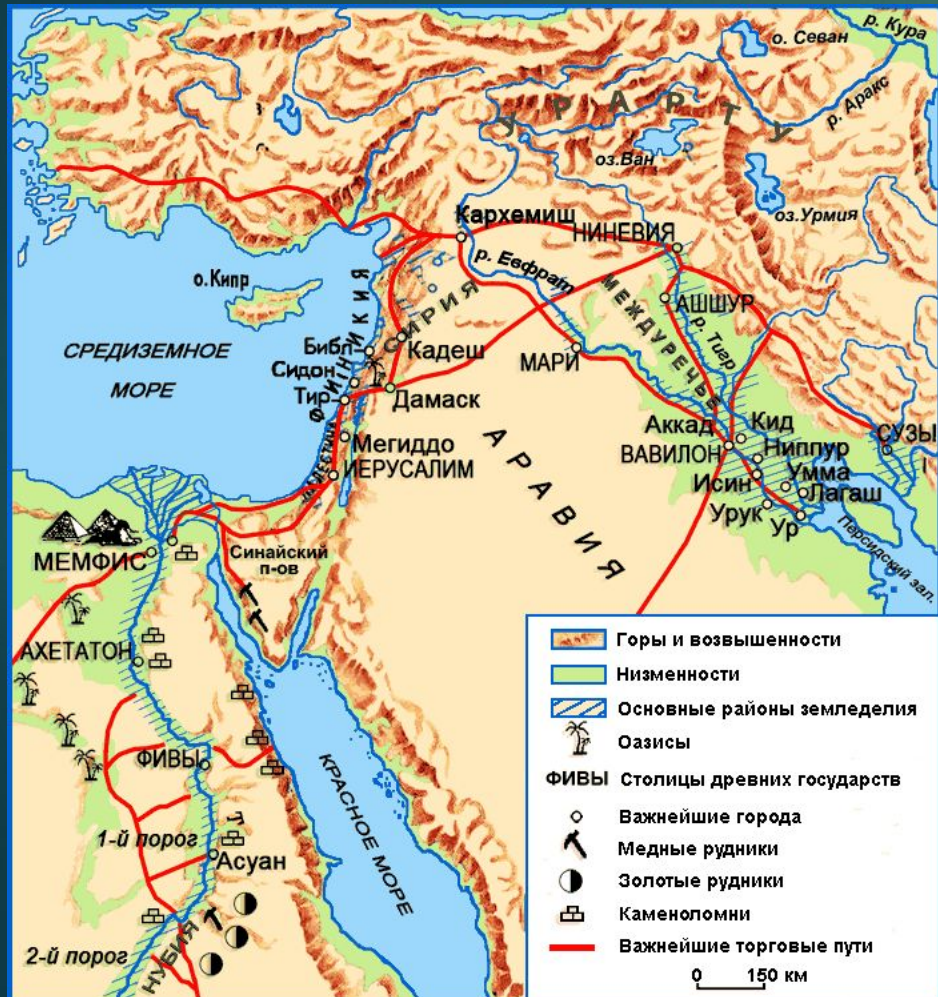 о. Севан
р. Кура
р. Аракс
УРАРТУ
оз.Ван
оз.Урмия
Кархемиш
НИНЕВИЯ
р. Евфрат
АШШУР
р. Тигр
МЕЖДУРЕЧЬЕ
о.Кипр
СИРИЯ
ФИНИКИЯ
СРЕДИЗЕМНОЕ
МОРЕ
Библ
Кадеш
МАРИ
Сидон
Тир
Дамаск
Аккад
Кид
СУЗЫ
Мегиддо
ВАВИЛОН
Ниппур
ИЕРУСАЛИМ
Исин
Умма
Лагаш
АРАВИЯ
Урук
Ур
Персидский зал.
МЕМФИС
Синайский
п-ов
АХЕТАТОН
ФИВЫ
КРАСНОЕ МОРЕ
1-й порог
Асуан
2-й порог
НУБИЯ
Горы и возвышенности
Низменности
Основные районы земледелия
Оазисы
ФИВЫ Столицы древних государств
Важнейшие города
Медные рудники
Золотые рудники
Каменоломни
Важнейшие торговые пути
0 150 км